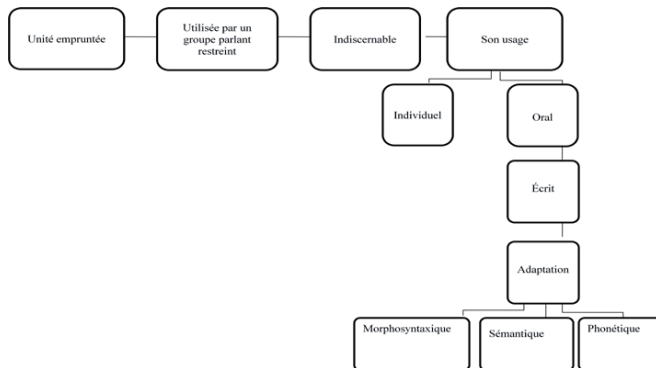 Unité empruntée
Utilisée par un
groupe parlant
restreint
Indiscernable
Son usage
Individuel
Oral
Écrit
Adaptation
Morphosyntaxique
Sémantique
Phonétique